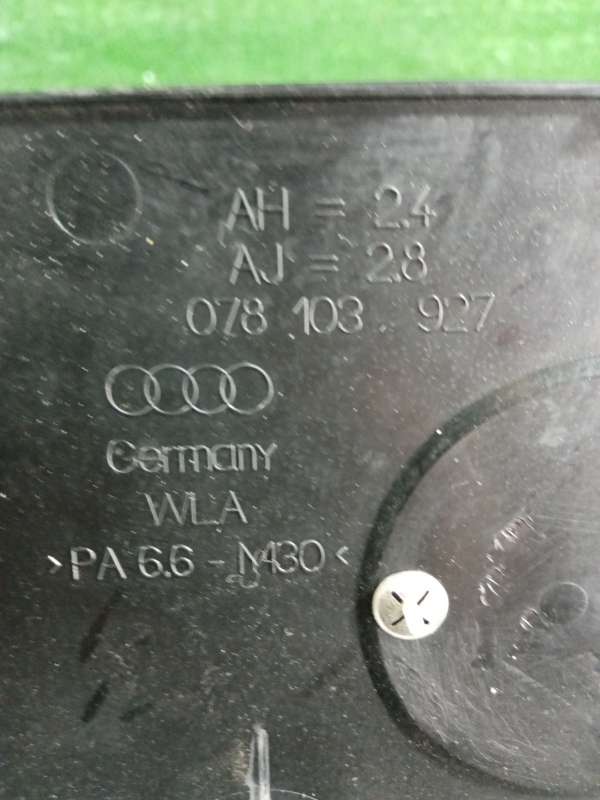 AH = 2.4
AJ = 2.8
078 103 927
Germany
WLA
>PA 6.6 - M30<